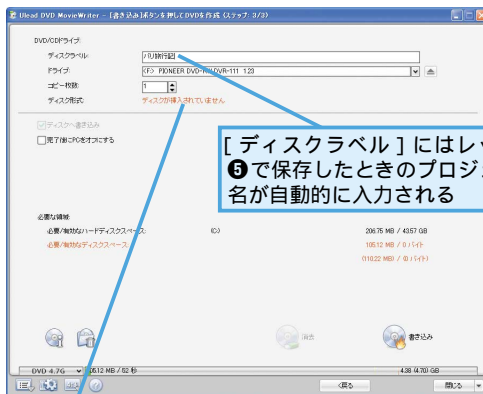 Ulead DVD MovieWriter - [書き込み]ボタンを押してDVDを作成 (ステップ: 3/3)
DVD/CDドライブ:
ディスクラベル: バリ旅行記
ドライブ: (F:) PIONEER DVD-RW DVR-111 1.23
コピー枚数: 1
ディスク形式: ディスクが挿入されていません
ディスクへ書き込み
完了後にPCをオフにする
[ディスクラベル]にはレッ
❺で保存したときのプロジ
名が自動的に入力される
必要な領域:
必要/有効なハードディスクスペース: (C:) 206.75 MB / 43.57 GB
必要/有効なディスクスペース: 105.12 MB / 0 バイト
(110.22 MB) / (0 バイト)
消去 書き込み
DVD 4.7G 105.12 MB / 02 秒 4.38 (4.70) GB
<戻る 閉じる